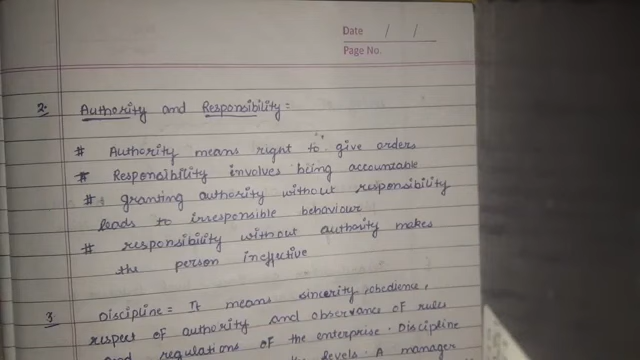 Date / /
Page No.
2. Authority and Responsibility :
# Authority means right to give orders
# Responsibility involves being accountable
# granting authority without responsibility
leads to irresponsible behaviour
# responsibility without authority makes
the person ineffective
3 Discipline = It means sincerity, obedience,
respect of authority and observance of rules
and regulations of the enterprise. Discipline
levels. A manager